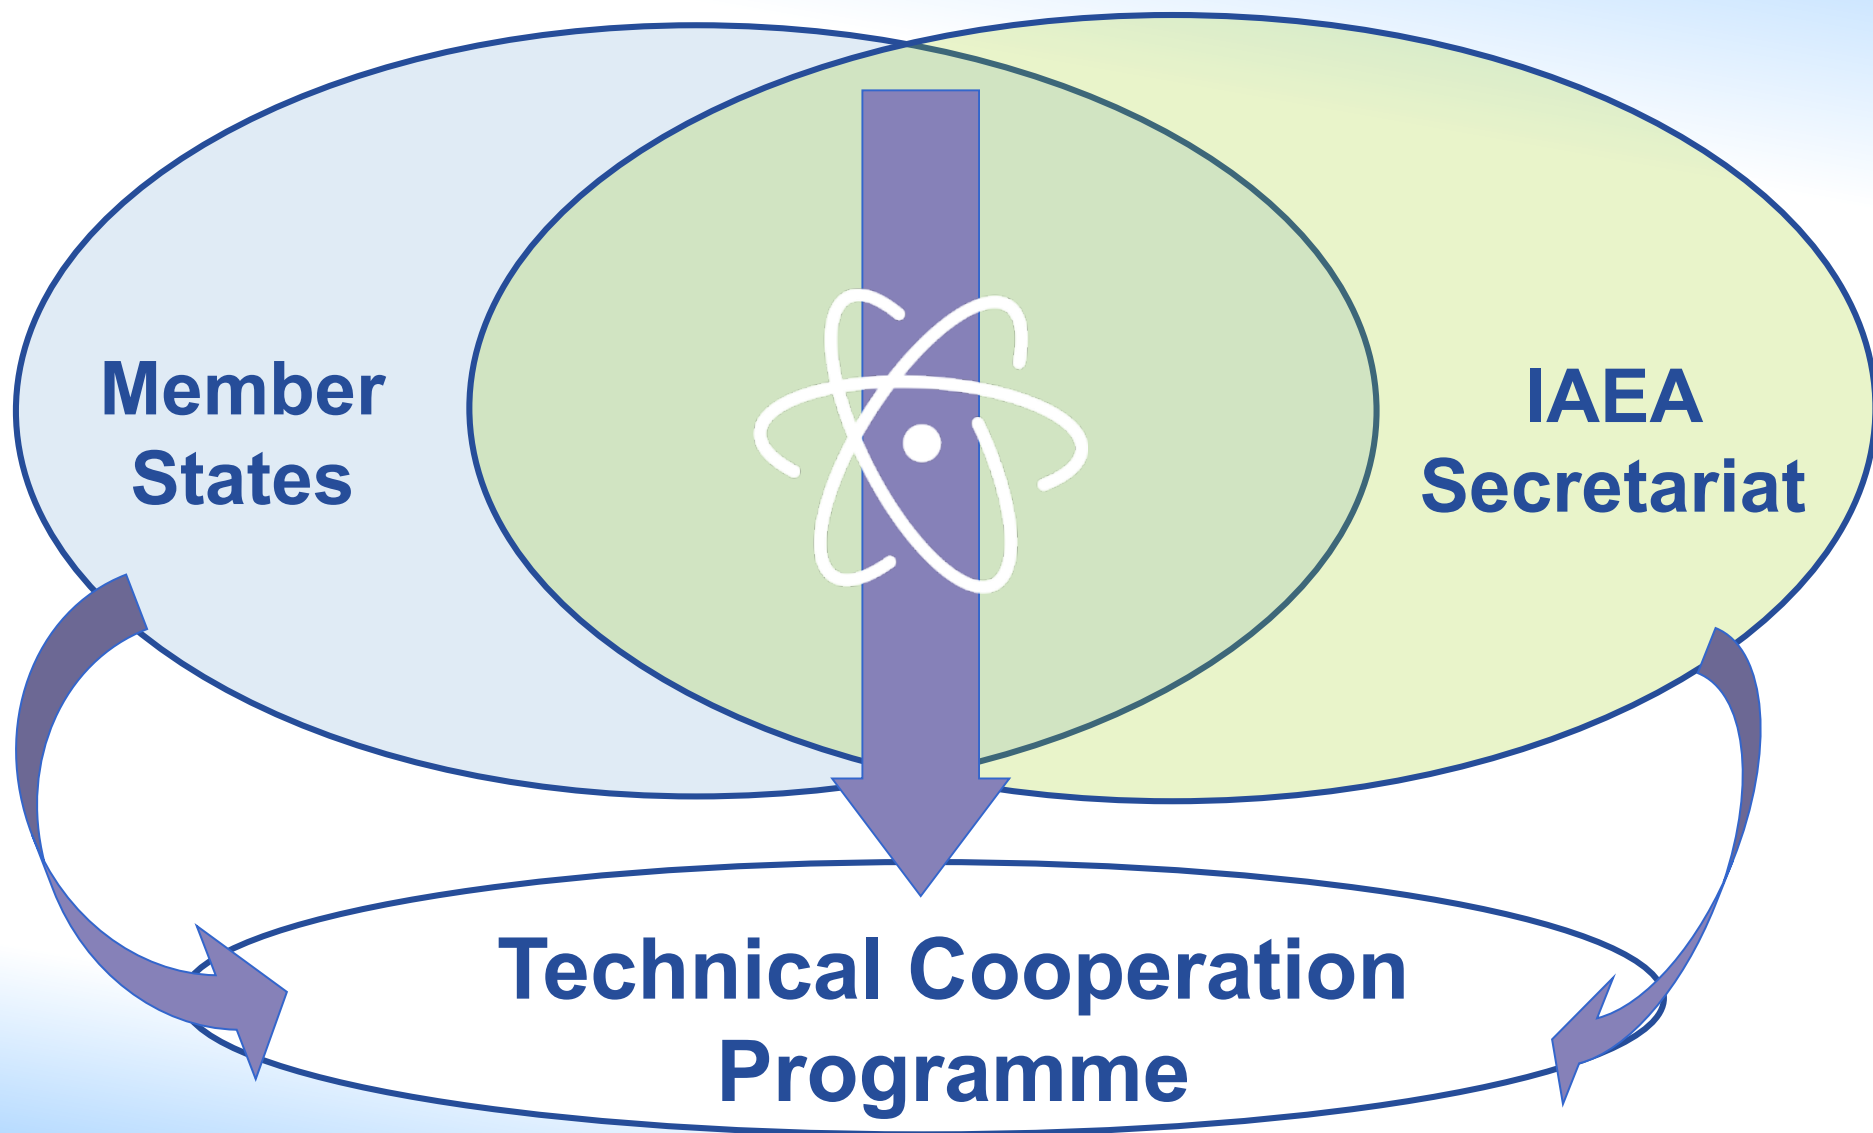 Member
States
IAEA
Secretariat
Technical Cooperation
Programme